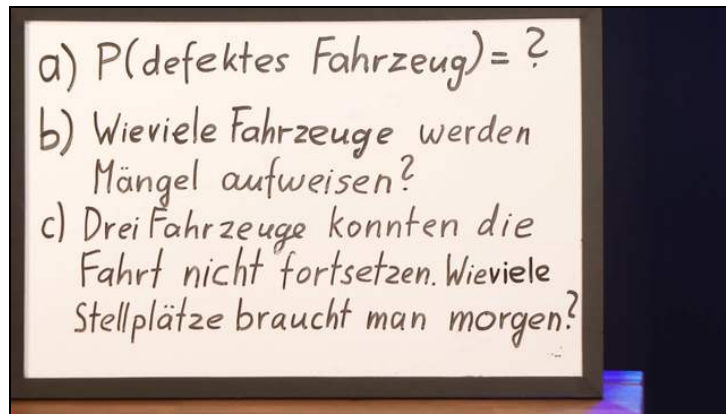 a) P(defektes Fahrzeug) = ?
b) Wieviele Fahrzeuge werden
Mängel aufweisen?
c) Drei Fahrzeuge konnten die
Fahrt nicht fortsetzen. Wieviele
Stellplätze braucht man morgen?